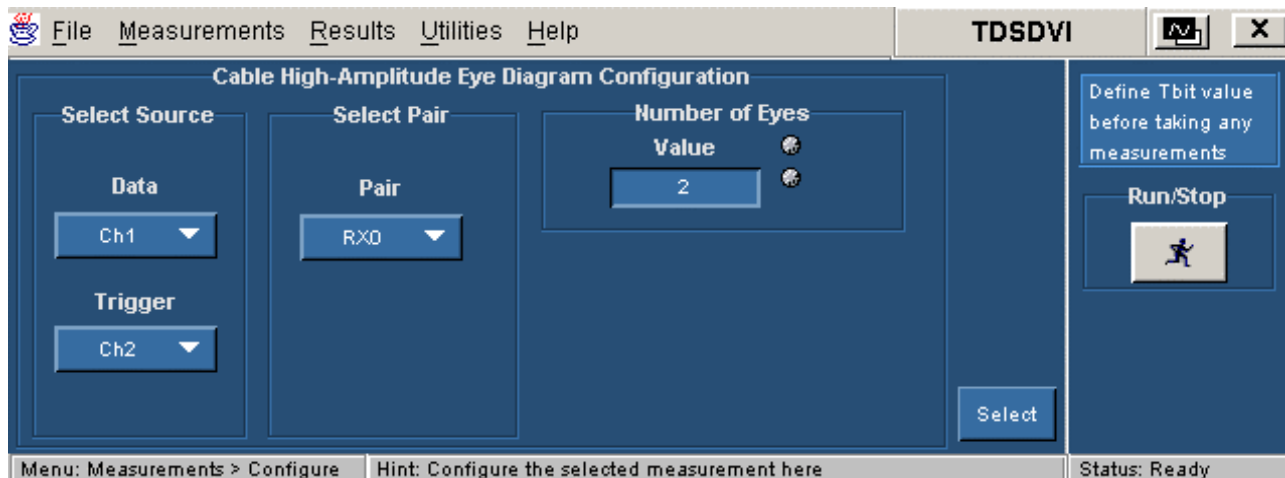 File Measurements Results Utilities Help
TDSDVI
X
Cable High-Amplitude Eye Diagram Configuration
Select Source
Data
Ch1
Trigger
Ch2
Select Pair
Pair
RX0
Number of Eyes
Value
2
Select
Define Tbit value
before taking any
measurements
Run/Stop
Menu: Measurements > Configure
Hint: Configure the selected measurement here
Status: Ready